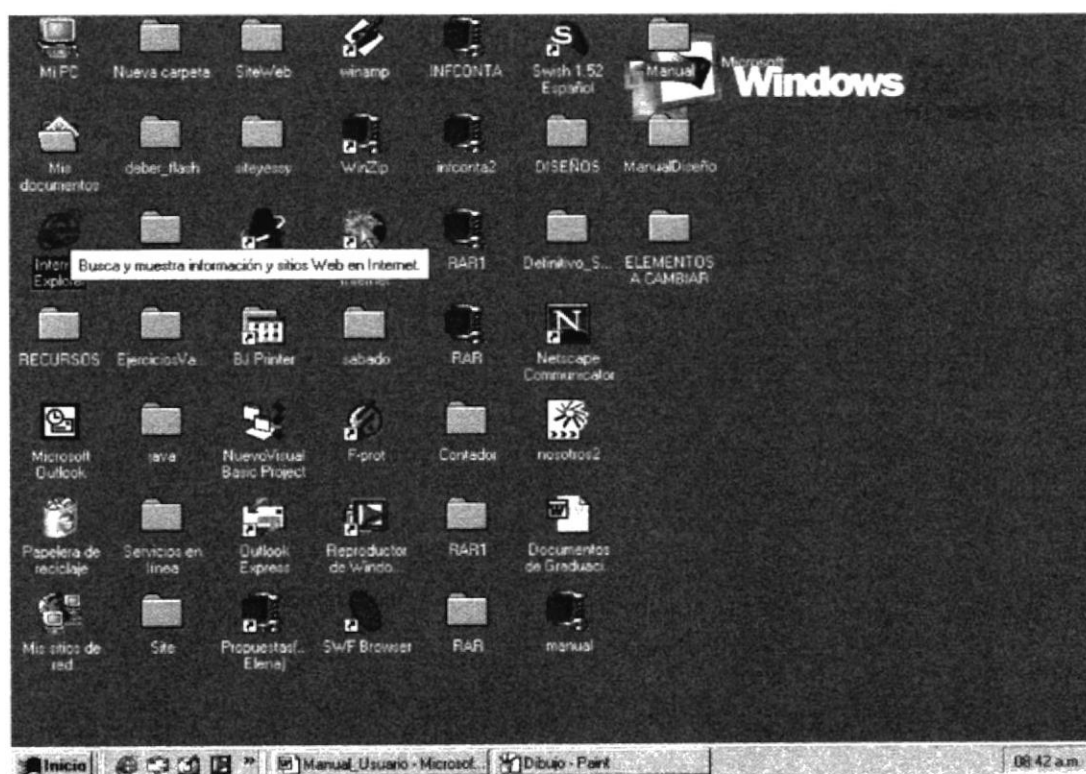 Mi PC
Nueva carpeta
SiteWeb
winamp
INFCONTA
Swish 1.52
Español
Manual
Microsoft
Windows
Mis
documentos
deber_flash
siteyessy
WinZip
infconta2
DISEÑOS
ManualDiseño
Busca y muestra información y sitios Web en Internet.
Internet
RAR1
Definitivo_S...
ELEMENTOS
A CAMBIAR
RECURSOS
EjerciciosVa...
BJ Printer
sabado
RAR
Netscape
Communicator
Microsoft
Outlook
java
NuevoVisual
Basic Project
F-prot
Contador
nosotros2
Papelera de
reciclaje
Servicios en
línea
Outlook
Express
Reproductor
de Windo...
RAR1
Documentos
de Graduaci...
Mis sitios de
red
Site
Propuestas(...
Elena)
SWF Browser
RAR
manual
Inicio
Manual_Usuario - Microsof...
Dibujo - Paint
08:42 a.m.